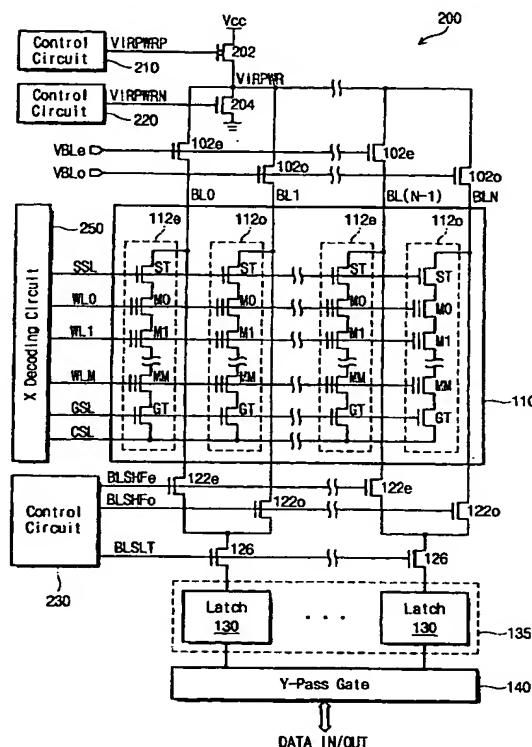 Vcc
200
Control Circuit
VIRPWRP
202
210
VIRPWR
Control Circuit
VIRPWRN
204
220
VBLe
102e
102e
VBLo
102o
102o
BL0
BL1
BL(N-1)
BLN
250
112e
112o
112e
112o
X Decoding Circuit
SSL
ST
ST
ST
ST
WL0
M0
M0
M0
M0
WL1
M1
M1
M1
M1
WLM
MM
MM
MM
MM
GSL
GT
GT
GT
GT
CSL
110
BLSHFe
122e
122e
BLSHFo
122o
122o
Control Circuit
BLSLT
126
126
230
Latch
130
. . .
Latch
130
135
Y-Pass Gate
140
DATA IN/OUT